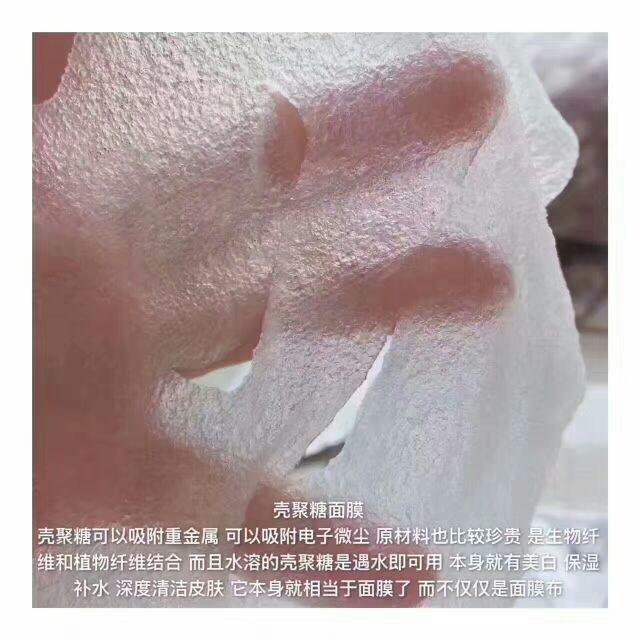 壳聚糖面膜
壳聚糖可以吸附重金属 可以吸附电子微尘 原材料也比较珍贵 是生物纤
维和植物纤维结合 而且水溶的壳聚糖是遇水即可用 本身就有美白 保湿
补水 深度清洁皮肤 它本身就相当于面膜了 而不仅仅是面膜布